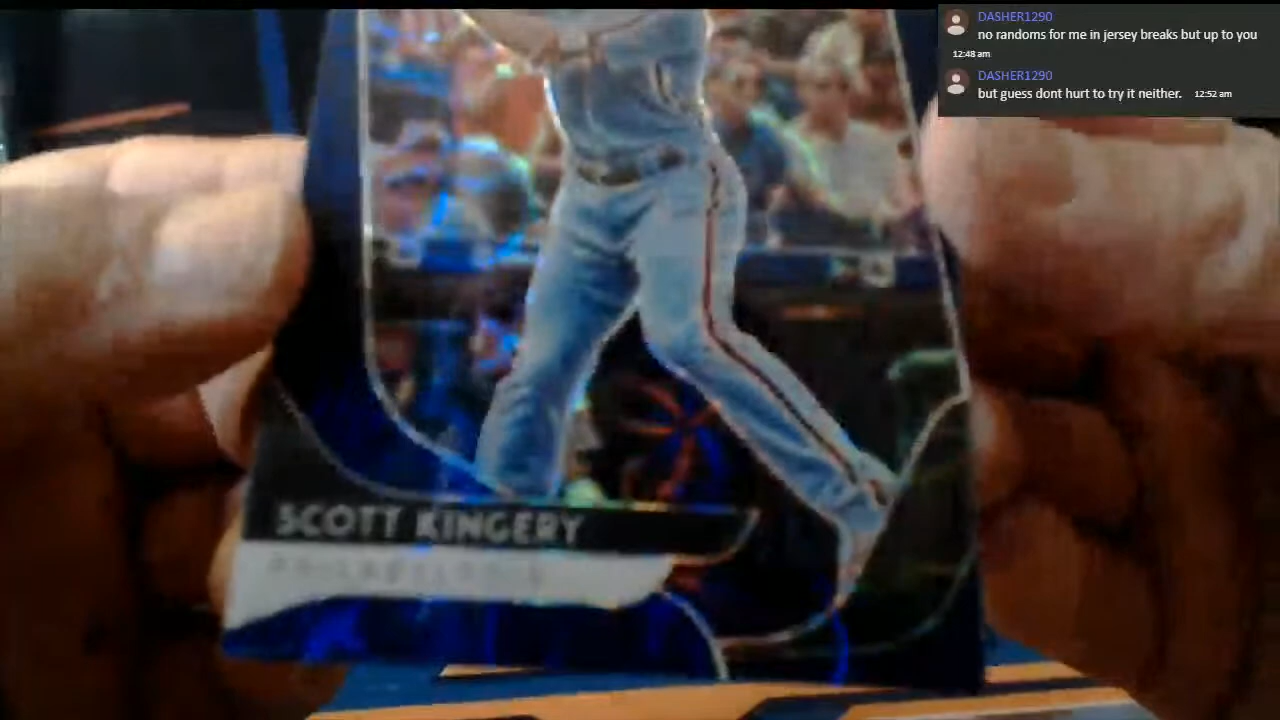 DASHER1290
no randoms for me in jersey breaks but up to you
12:48 am
DASHER1290
but guess dont hurt to try it neither. 12:52 am
SCOTT KINGERY
PHILADELPHIA